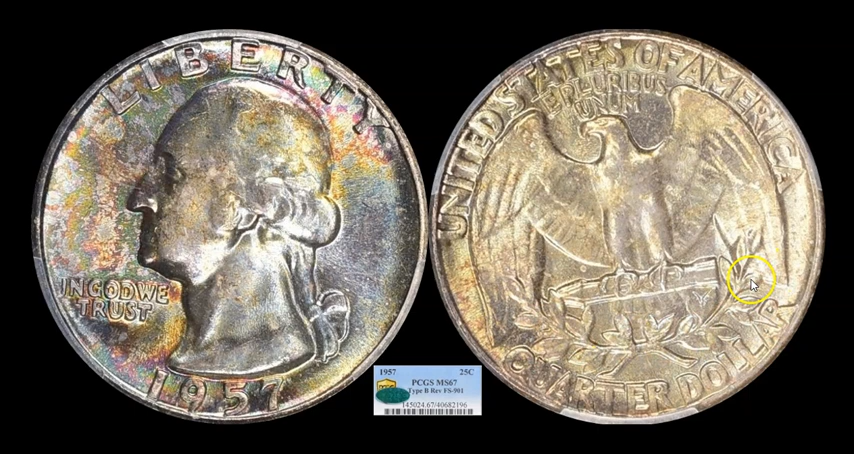 LIBERTY
IN GOD WE
TRUST
1957
UNITED STATES OF AMERICA
E PLURIBUS
UNUM
QUARTER DOLLAR
1957 25C
PCGS MS67
Type B Rev FS-901
145024.67/40682196